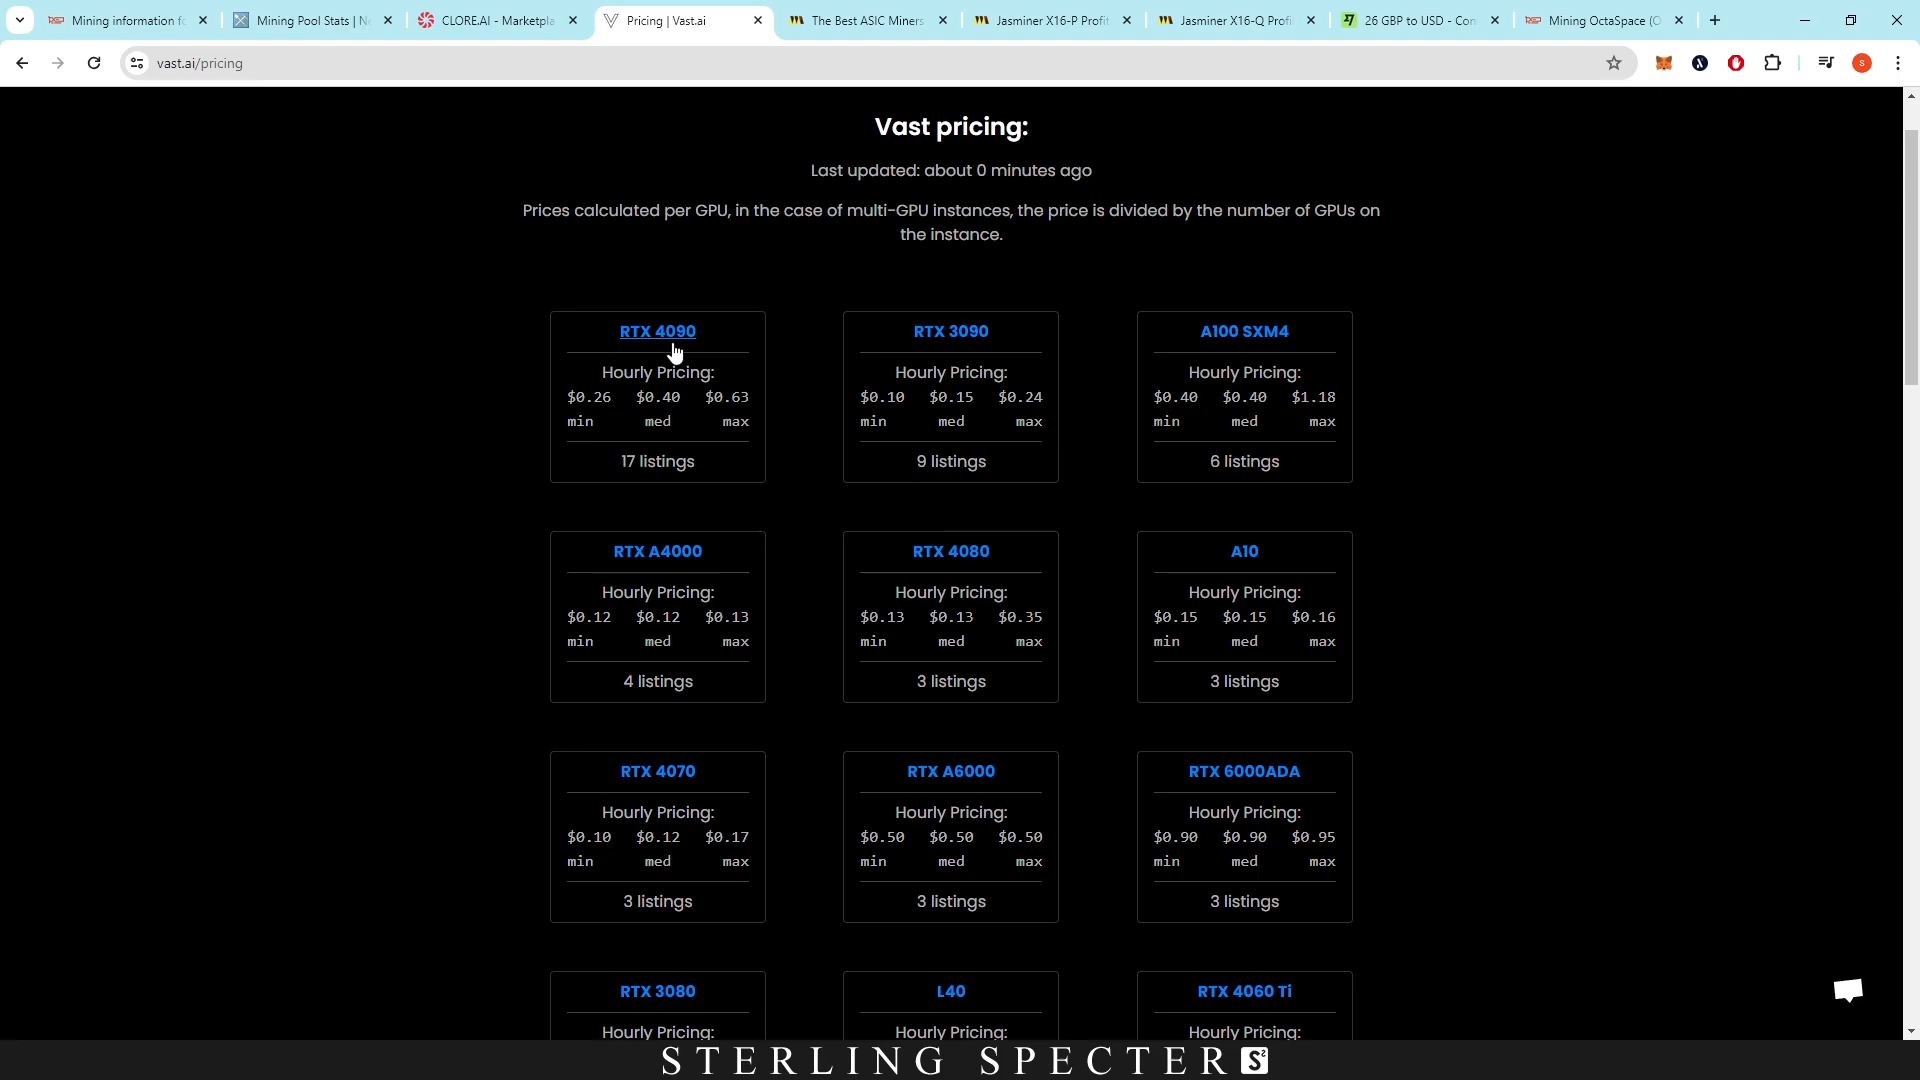 Mining information fo
Mining Pool Stats | Ne
CLORE.AI - Marketpla
Pricing | Vast.ai
The Best ASIC Miners
Jasminer X16-P Profit
Jasminer X16-Q Profi
26 GBP to USD - Con
Mining OctaSpace (O
vast.ai/pricing
S
Vast pricing:
Last updated: about 0 minutes ago
Prices calculated per GPU, in the case of multi-GPU instances, the price is divided by the number of GPUs on
the instance.
RTX 4090
Hourly Pricing:
$0.26 $0.40 $0.63
min med max
17 listings
RTX 3090
Hourly Pricing:
$0.10 $0.15 $0.24
min med max
9 listings
A100 SXM4
Hourly Pricing:
$0.40 $0.40 $1.18
min med max
6 listings
RTX A4000
Hourly Pricing:
$0.12 $0.12 $0.13
min med max
4 listings
RTX 4080
Hourly Pricing:
$0.13 $0.13 $0.35
min med max
3 listings
A10
Hourly Pricing:
$0.15 $0.15 $0.16
min med max
3 listings
RTX 4070
Hourly Pricing:
$0.10 $0.12 $0.17
min med max
3 listings
RTX A6000
Hourly Pricing:
$0.50 $0.50 $0.50
min med max
3 listings
RTX 6000ADA
Hourly Pricing:
$0.90 $0.90 $0.95
min med max
3 listings
RTX 3080
Hourly Pricing:
L40
Hourly Pricing:
RTX 4060 Ti
Hourly Pricing:
STERLING SPECTER S²